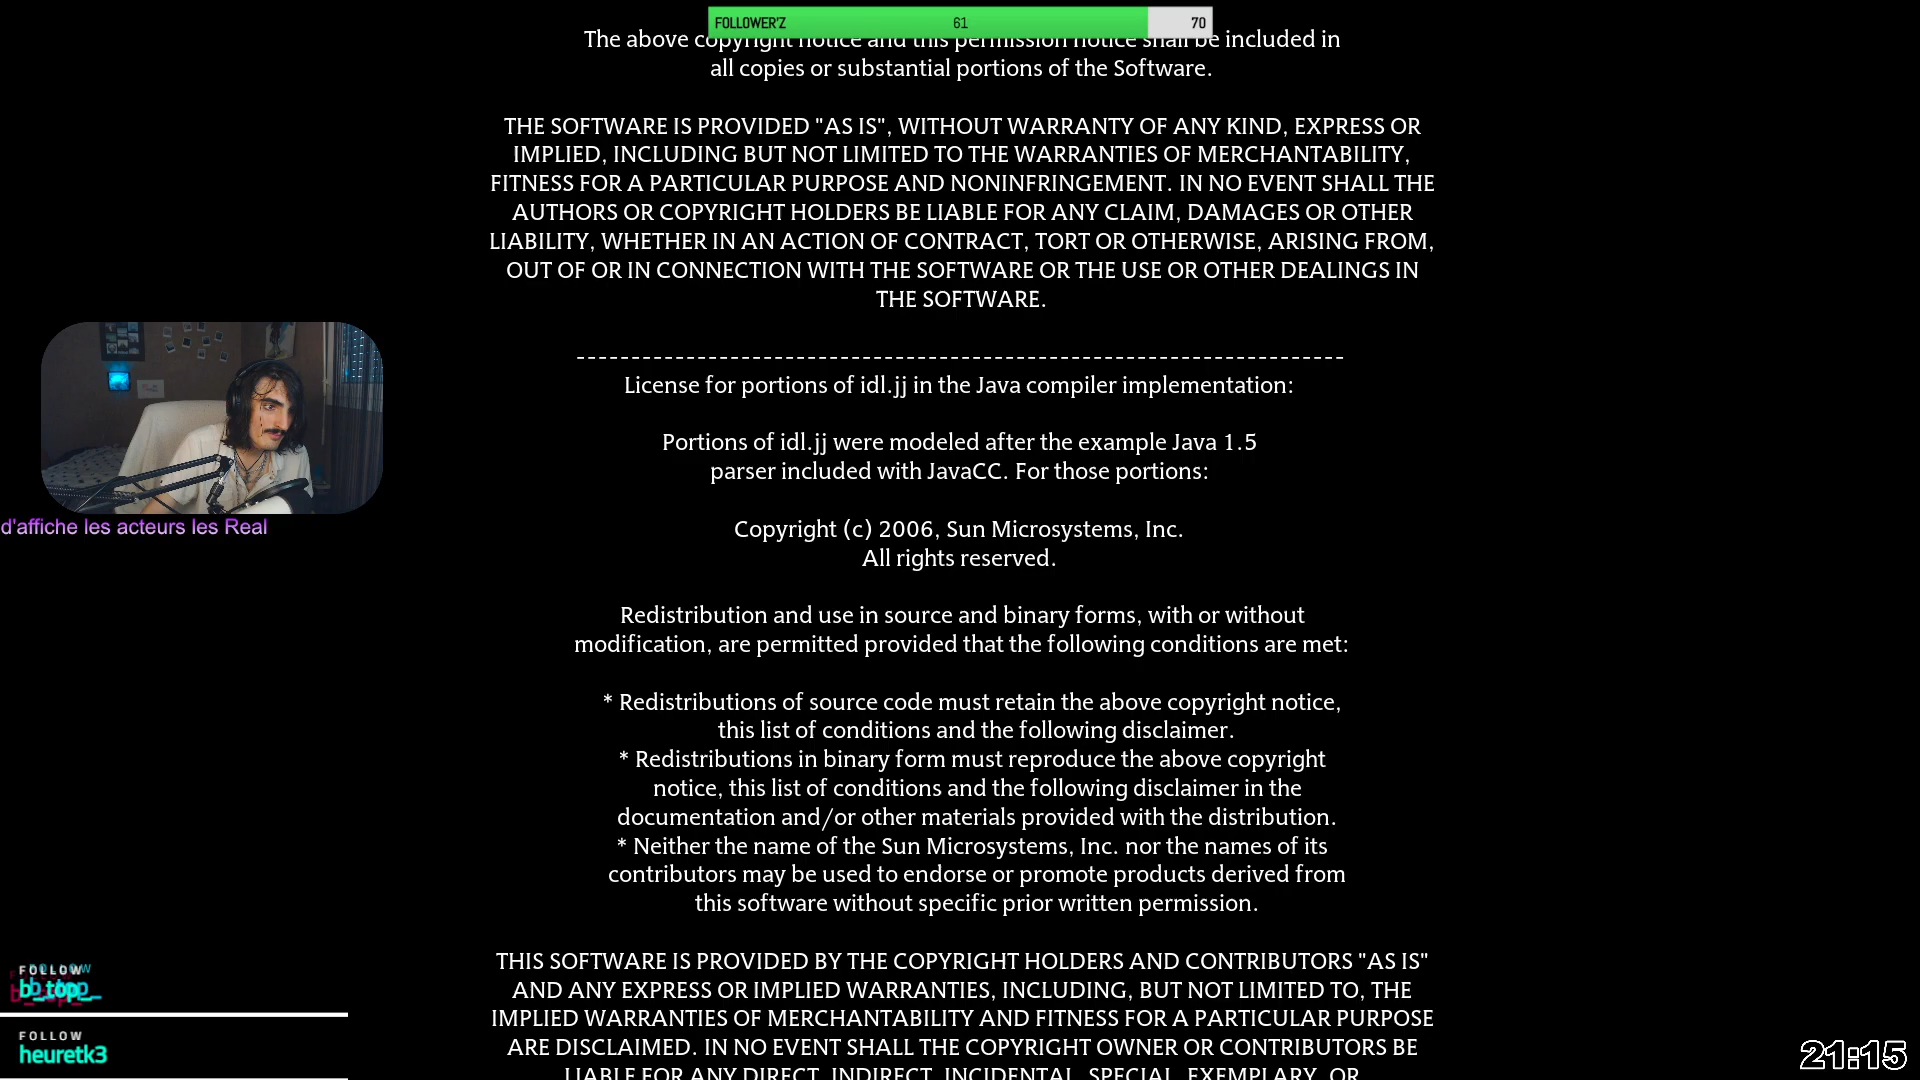 FOLLOWER'Z 61 70
The above copyright notice and this permission notice shall be included in
all copies or substantial portions of the Software.
THE SOFTWARE IS PROVIDED "AS IS", WITHOUT WARRANTY OF ANY KIND, EXPRESS OR
IMPLIED, INCLUDING BUT NOT LIMITED TO THE WARRANTIES OF MERCHANTABILITY,
FITNESS FOR A PARTICULAR PURPOSE AND NONINFRINGEMENT. IN NO EVENT SHALL THE
AUTHORS OR COPYRIGHT HOLDERS BE LIABLE FOR ANY CLAIM, DAMAGES OR OTHER
LIABILITY, WHETHER IN AN ACTION OF CONTRACT, TORT OR OTHERWISE, ARISING FROM,
OUT OF OR IN CONNECTION WITH THE SOFTWARE OR THE USE OR OTHER DEALINGS IN
THE SOFTWARE.
----------------------------------------------------------------------
License for portions of idl.jj in the Java compiler implementation:
Portions of idl.jj were modeled after the example Java 1.5
parser included with JavaCC. For those portions:
d'affiche les acteurs les Real
Copyright (c) 2006, Sun Microsystems, Inc.
All rights reserved.
Redistribution and use in source and binary forms, with or without
modification, are permitted provided that the following conditions are met:
* Redistributions of source code must retain the above copyright notice,
this list of conditions and the following disclaimer.
* Redistributions in binary form must reproduce the above copyright
notice, this list of conditions and the following disclaimer in the
documentation and/or other materials provided with the distribution.
* Neither the name of the Sun Microsystems, Inc. nor the names of its
contributors may be used to endorse or promote products derived from
this software without specific prior written permission.
THIS SOFTWARE IS PROVIDED BY THE COPYRIGHT HOLDERS AND CONTRIBUTORS "AS IS"
AND ANY EXPRESS OR IMPLIED WARRANTIES, INCLUDING, BUT NOT LIMITED TO, THE
IMPLIED WARRANTIES OF MERCHANTABILITY AND FITNESS FOR A PARTICULAR PURPOSE
ARE DISCLAIMED. IN NO EVENT SHALL THE COPYRIGHT OWNER OR CONTRIBUTORS BE
LIABLE FOR ANY DIRECT, INDIRECT, INCIDENTAL, SPECIAL, EXEMPLARY, OR
FOLLOW
b_top_
FOLLOW
heuretk3
21:15